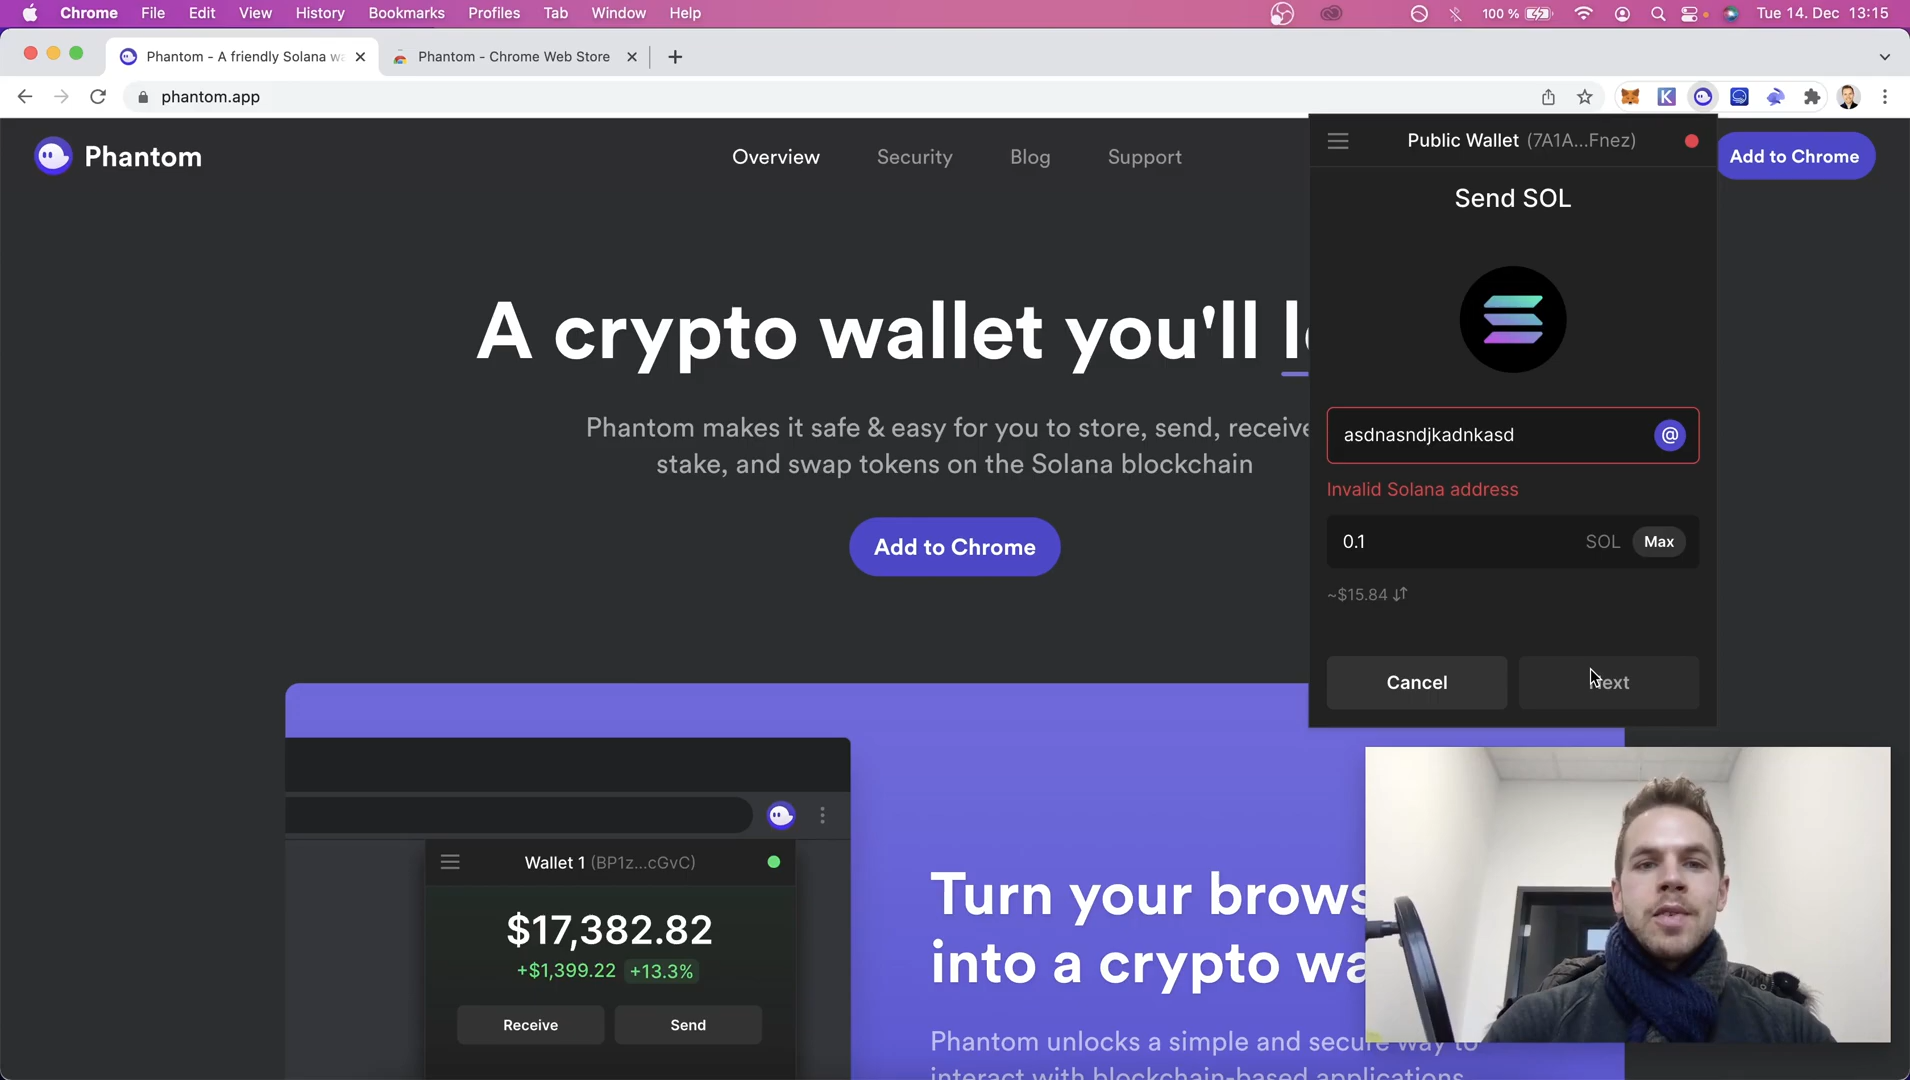 Chrome File Edit View History Bookmarks Profiles Tab Window Help 100 % Tue 14. Dec 13:15
Phantom - A friendly Solana wa
Phantom - Chrome Web Store
phantom.app
K
Phantom
Overview
Security
Blog
Support
Add to Chrome
A crypto wallet you'll l
Phantom makes it safe & easy for you to store, send, receive
stake, and swap tokens on the Solana blockchain
Add to Chrome
Public Wallet (7A1A...Fnez)
Send SOL
asdnasndjkadnkasd @
Invalid Solana address
0.1 SOL Max
~$15.84
Cancel
Next
Wallet 1 (BP1z...cGvC)
$17,382.82
+$1,399.22 +13.3%
Receive
Send
Turn your brows
into a crypto wa
Phantom unlocks a simple and secure way to
interact with blockchain-based applications